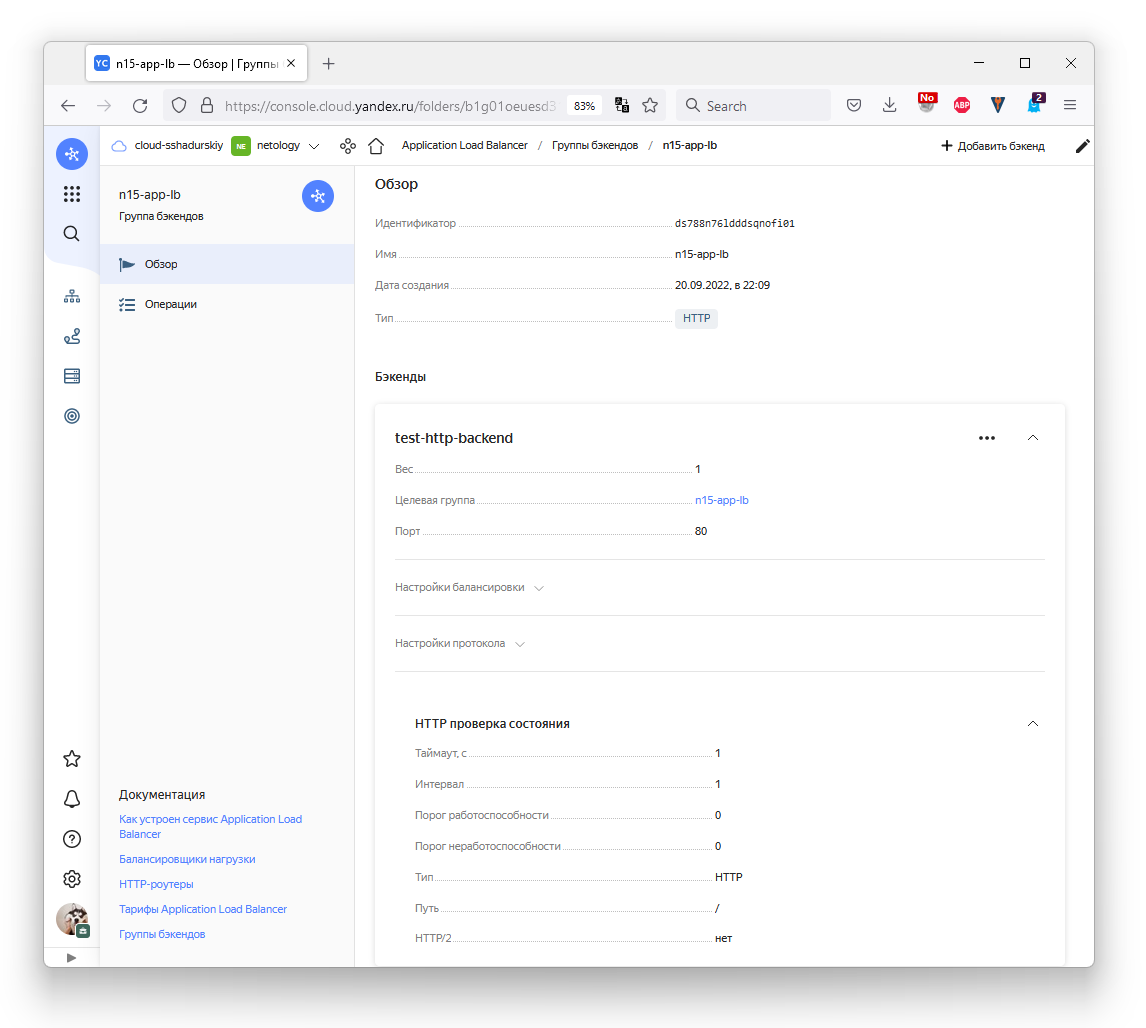 YC n15-app-lb — Обзор | Группы
https://console.cloud.yandex.ru/folders/b1g01oeuesd3 83% Search No ABP 2
cloud-sshadurskiy NE netology Application Load Balancer / Группы бэкендов / n15-app-lb + Добавить бэкенд
n15-app-lb
Группа бэкендов
Обзор
Операции
Документация
Как устроен сервис Application Load
Balancer
Балансировщики нагрузки
HTTP-роутеры
Тарифы Application Load Balancer
Группы бэкендов
Обзор
Идентификатор ds788n76ldddsqnofi01
Имя n15-app-lb
Дата создания 20.09.2022, в 22:09
Тип HTTP
Бэкенды
test-http-backend
Вес 1
Целевая группа n15-app-lb
Порт 80
Настройки балансировки
Настройки протокола
HTTP проверка состояния
Таймаут, с 1
Интервал 1
Порог работоспособности 0
Порог неработоспособности 0
Тип HTTP
Путь /
HTTP/2 нет